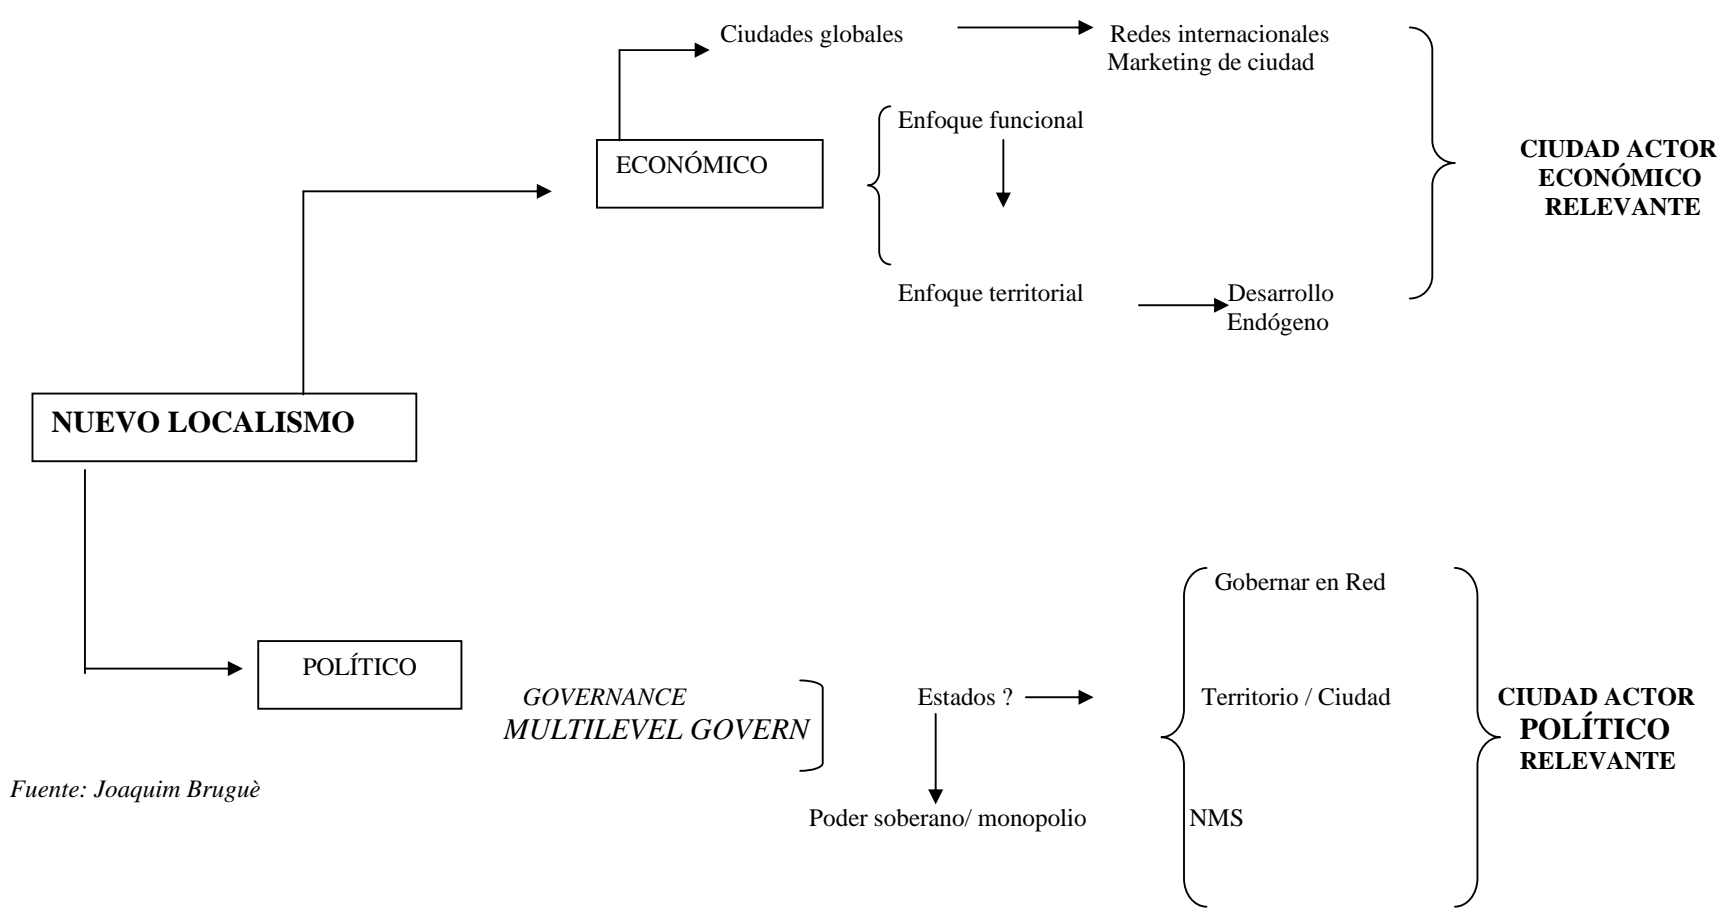 Ciudades globales
Redes internacionales
Marketing de ciudad
Enfoque funcional
ECONÓMICO
CIUDAD ACTOR
ECONÓMICO
RELEVANTE
Enfoque territorial
Desarrollo
Endógeno
NUEVO LOCALISMO
POLÍTICO
GOVERNANCE
MULTILEVEL GOVERN
Estados ?
Poder soberano/ monopolio
Gobernar en Red
Territorio / Ciudad
NMS
CIUDAD ACTOR
POLÍTICO
RELEVANTE
Fuente: Joaquim Bruguè